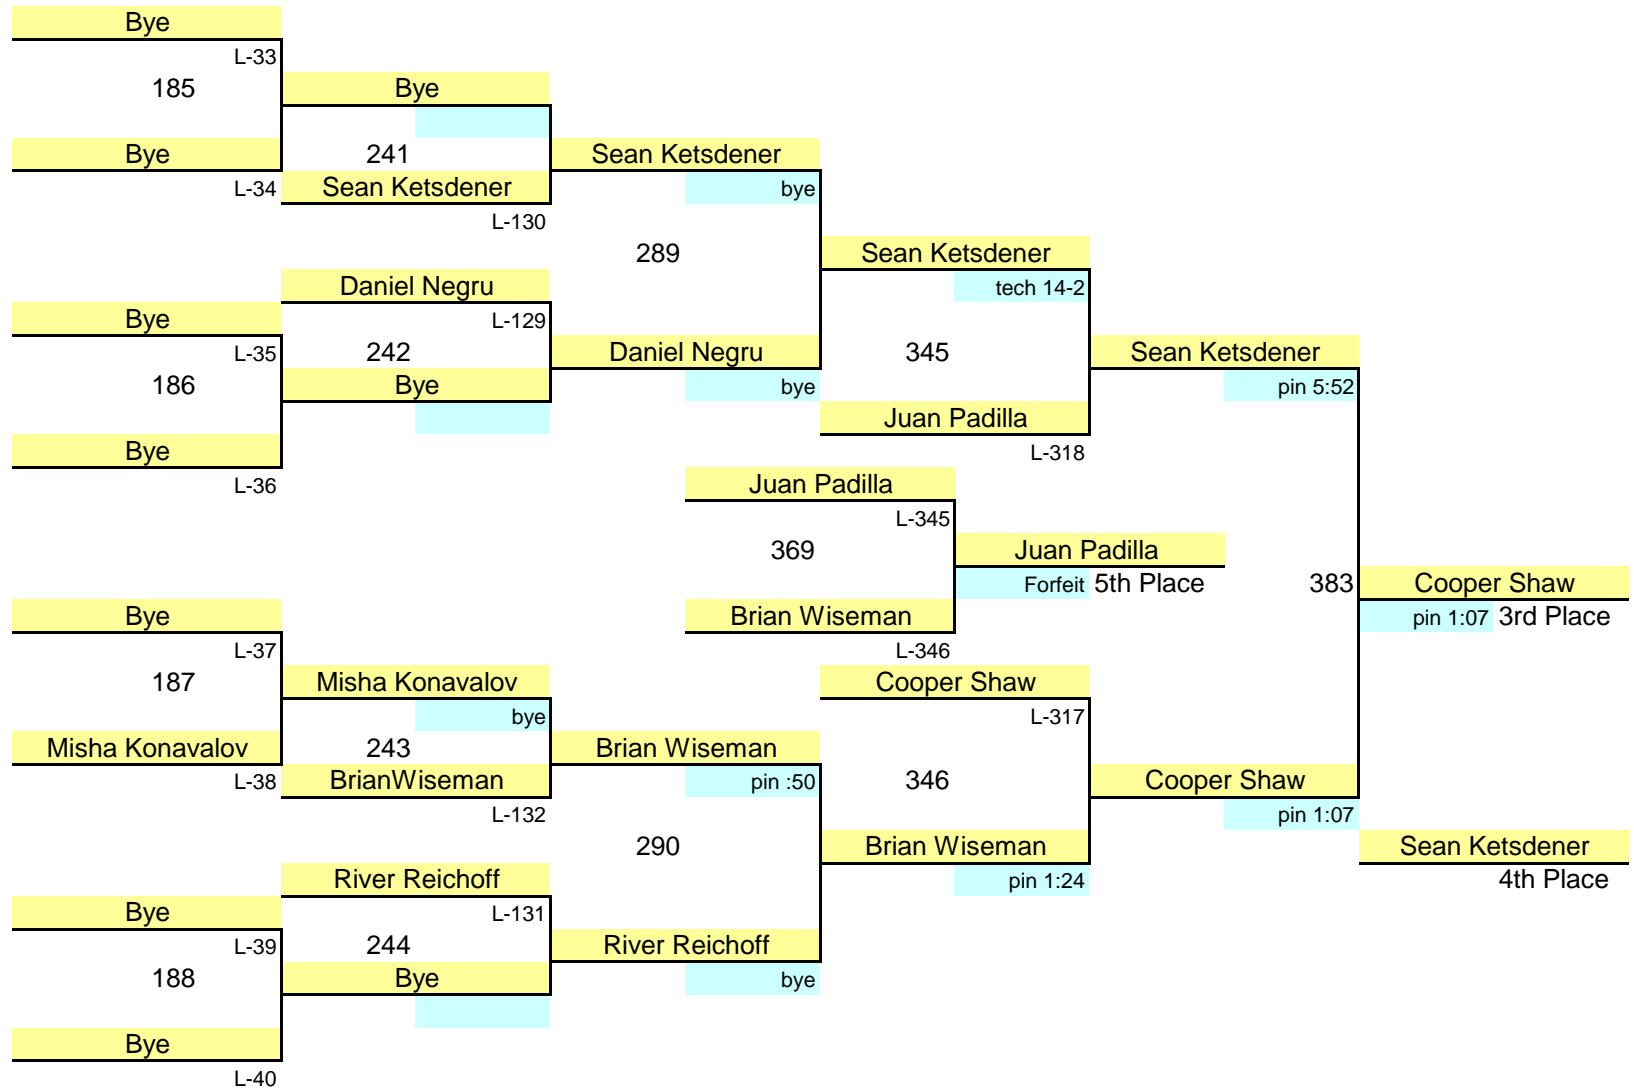 Bye
L-33
185
Bye
Bye
241
Sean Ketsdener
L-34
Sean Ketsdener
bye
L-130
289
Sean Ketsdener
Daniel Negru
tech 14-2
Bye
L-129
L-35
242
Daniel Negru
345
Sean Ketsdener
186
Bye
bye
pin 5:52
Juan Padilla
Bye
L-318
L-36
Juan Padilla
L-345
369
Juan Padilla
Forfeit
5th Place
383
Cooper Shaw
Bye
Brian Wiseman
pin 1:07
3rd Place
L-37
L-346
187
Misha Konavalov
Cooper Shaw
bye
L-317
Misha Konavalov
243
Brian Wiseman
L-38
BrianWiseman
pin :50
346
Cooper Shaw
L-132
pin 1:07
290
Brian Wiseman
Sean Ketsdener
River Reichoff
pin 1:24
4th Place
Bye
L-131
L-39
244
River Reichoff
188
Bye
bye
Bye
L-40